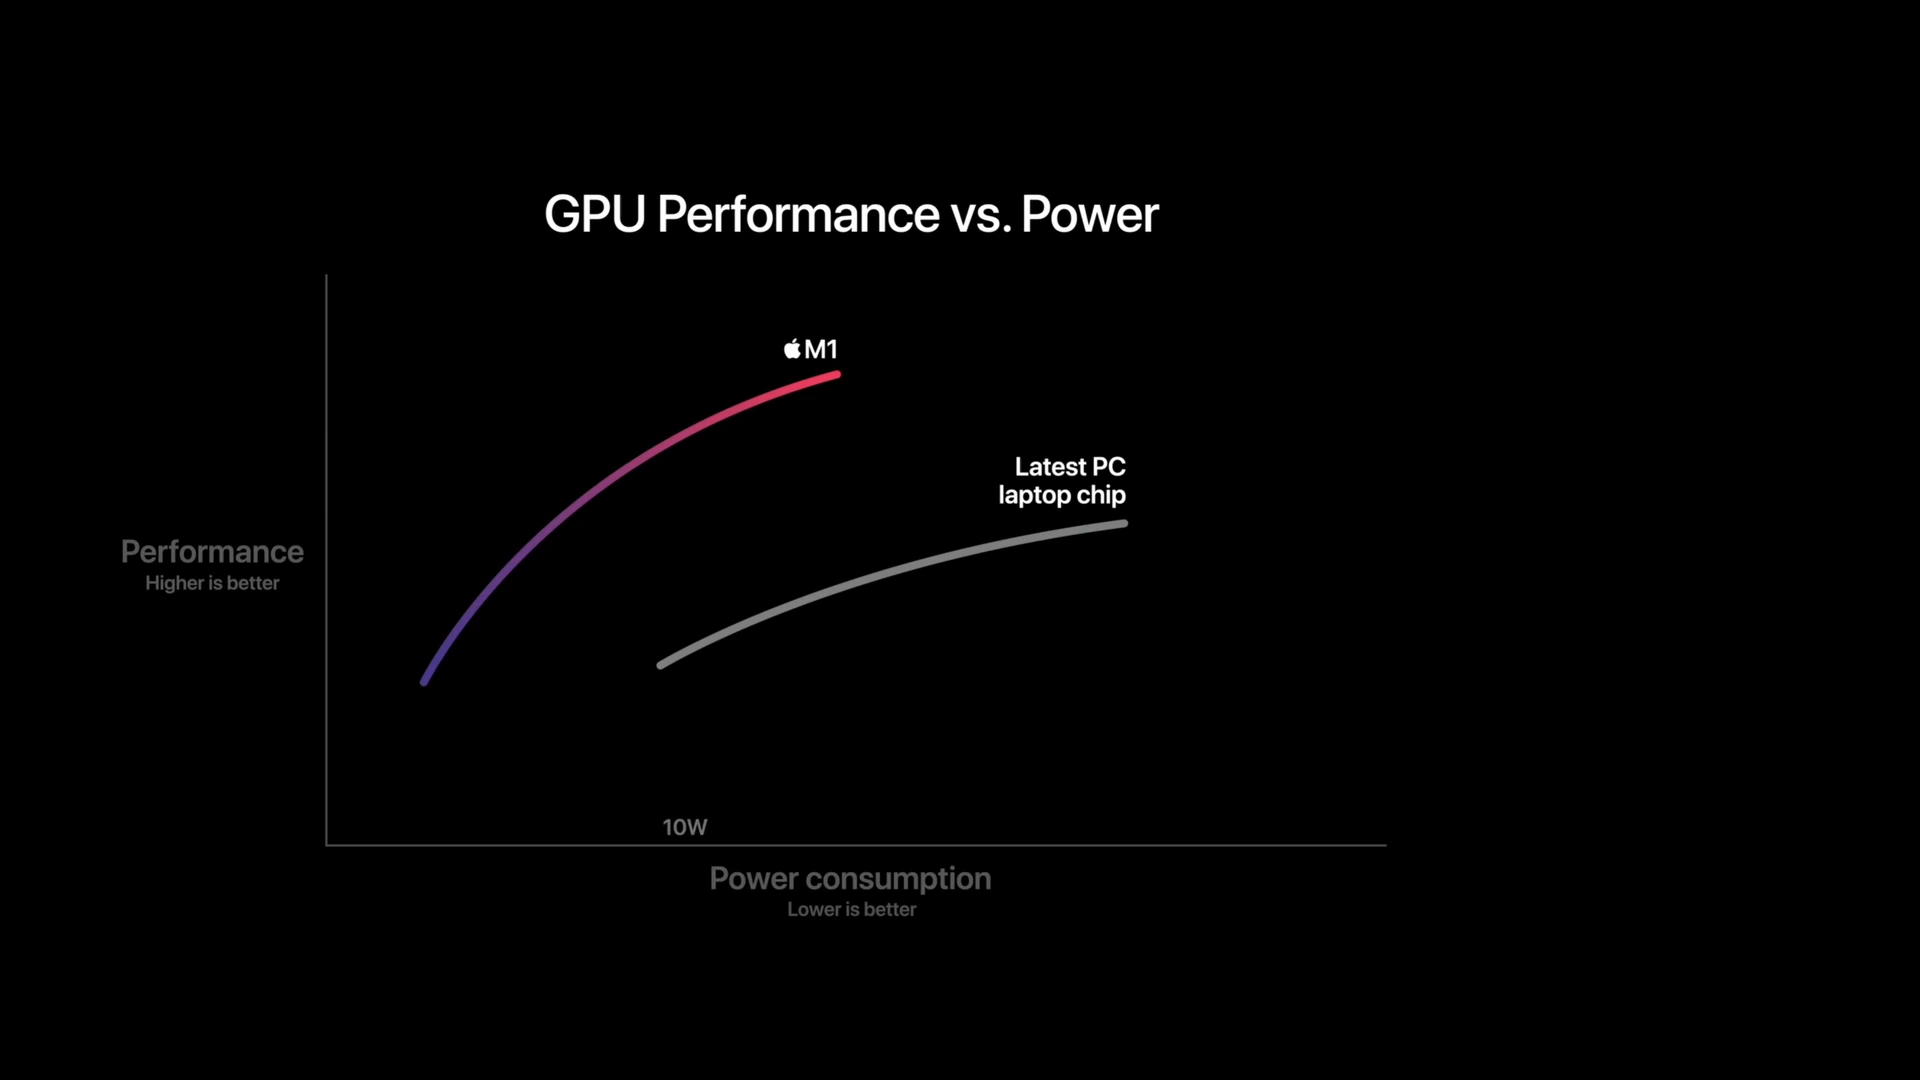 GPU Performance vs. Power
M1
Latest PC
laptop chip
Performance
Higher is better
10W
Power consumption
Lower is better